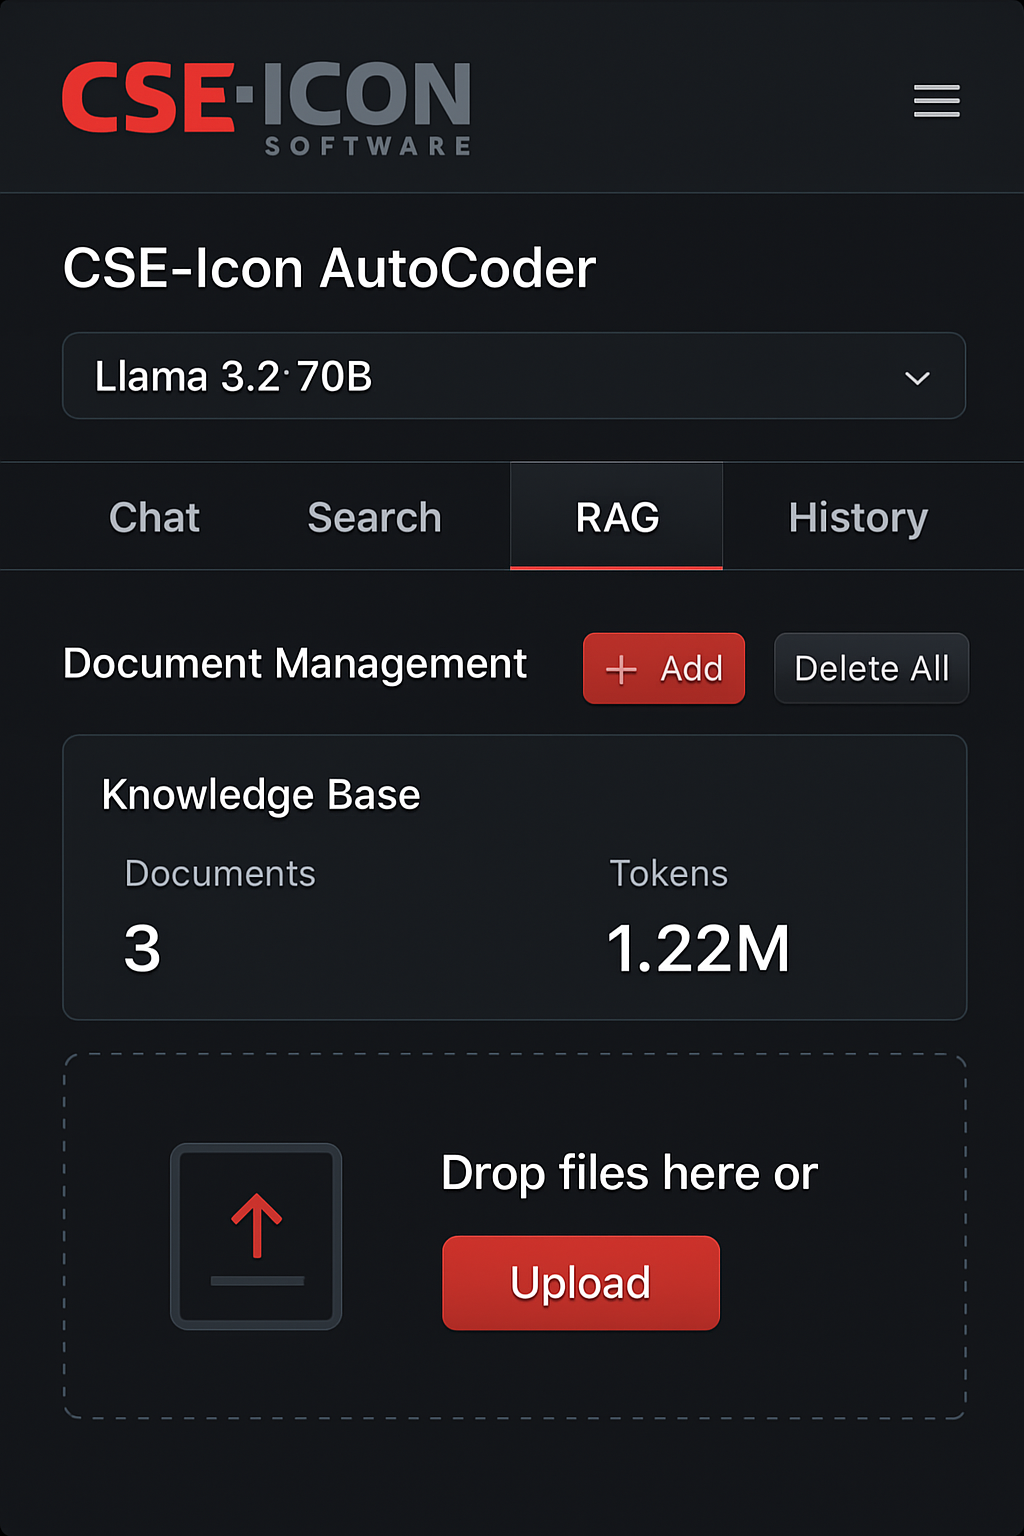 CSE·ICON
SOFTWARE
CSE-Icon AutoCoder
Llama 3.2·70B
Chat Search RAG History
Document Management + Add Delete All
Knowledge Base
Documents Tokens
3 1.22M
Drop files here or
Upload